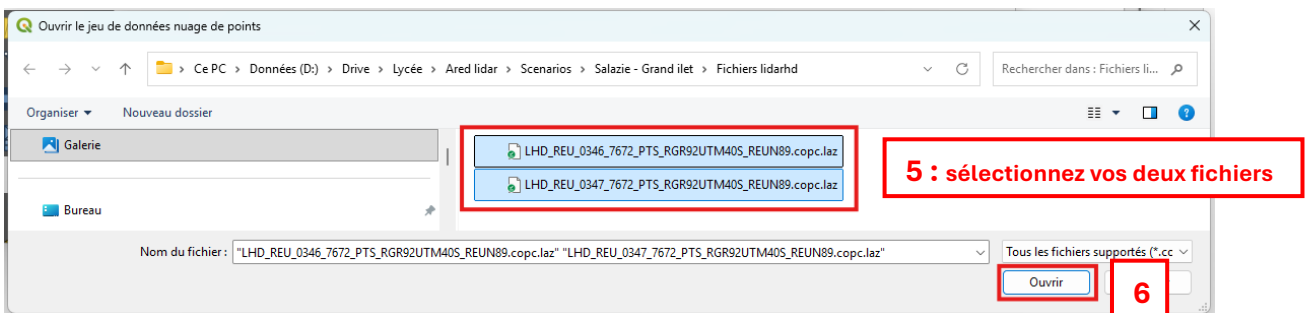 Ouvrir le jeu de données nuage de points
Ce PC > Données (D:) > Drive > Lycée > Ared lidar > Scenarios > Salazie - Grand ilet > Fichiers lidarhd
Rechercher dans : Fichiers li...
Organiser
Nouveau dossier
Galerie
LHD_REU_0346_7672_PTS_RGR92UTM40S_REUN89.copc.laz
5 : sélectionnez vos deux fichiers
LHD_REU_0347_7672_PTS_RGR92UTM40S_REUN89.copc.laz
Bureau
Nom du fichier : "LHD_REU_0346_7672_PTS_RGR92UTM40S_REUN89.copc.laz" "LHD_REU_0347_7672_PTS_RGR92UTM40S_REUN89.copc.laz"
Tous les fichiers supportés (*.cc
Ouvrir
6